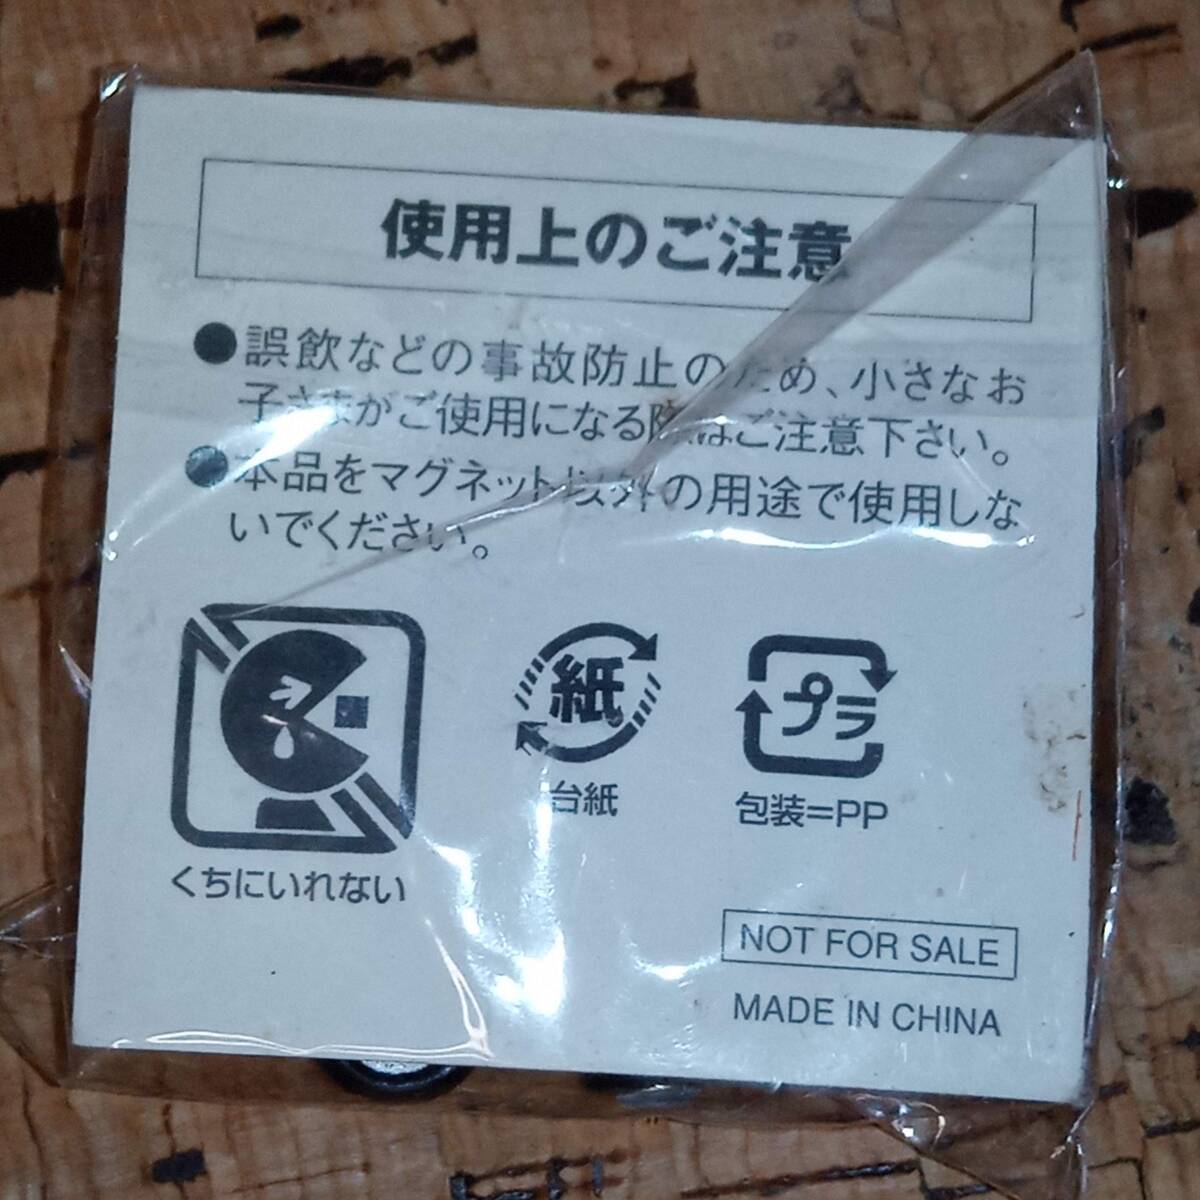 使用上のご注意
●誤飲などの事故防止のため、小さなお
子さまがご使用になる際はご注意下さい。
●本品をマグネット以外の用途で使用しな
いでください。
紙
プラ
台紙
包装=PP
くちにいれない
NOT FOR SALE
MADE IN CHINA